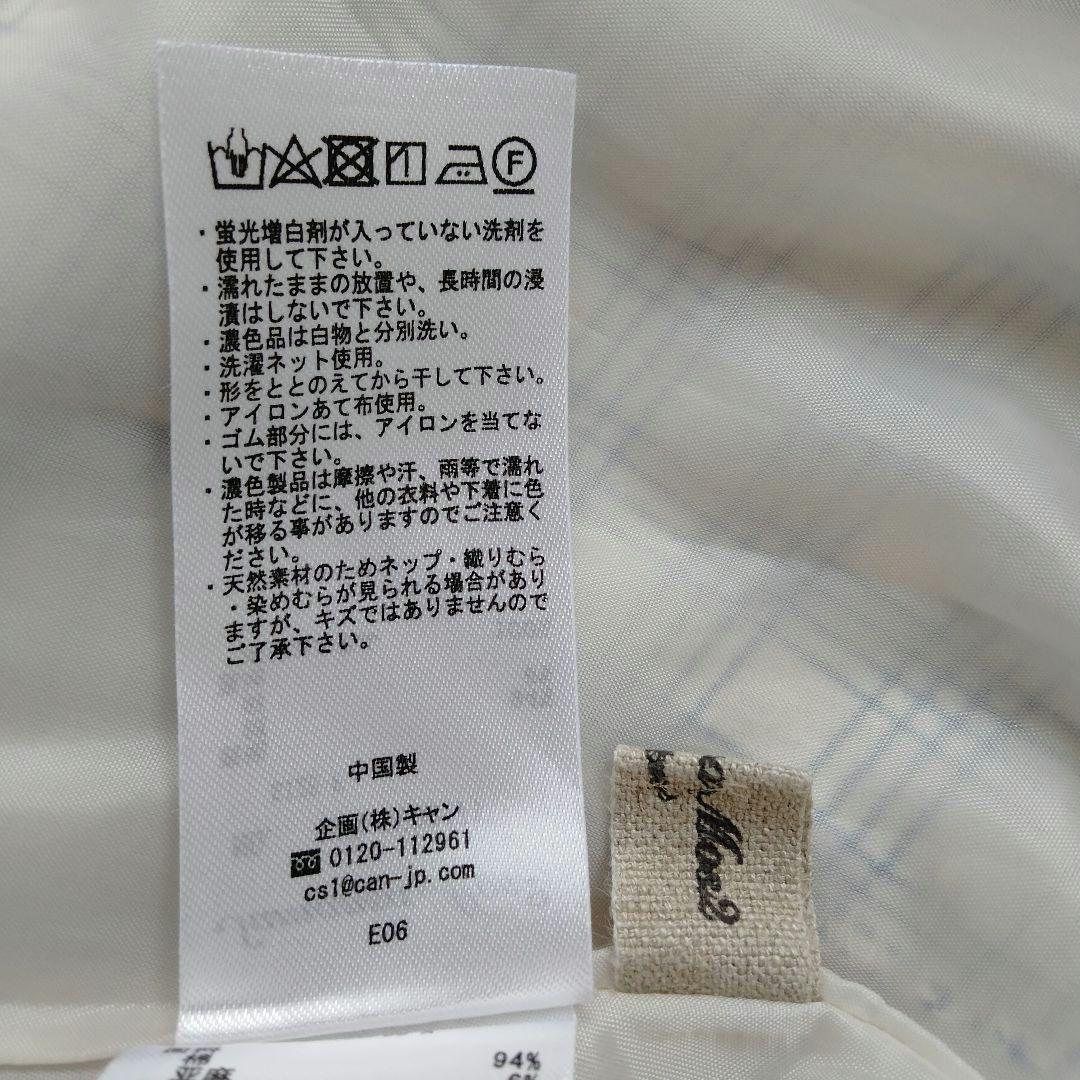 F
・蛍光増白剤が入っていない洗剤を
使用して下さい。
・濡れたままの放置や、長時間の浸
漬はしないで下さい。
・濃色品は白物と分別洗い。
・洗濯ネット使用。
・形をととのえてから干して下さい。
・アイロンあて布使用。
・ゴム部分には、アイロンを当てな
いで下さい。
・濃色製品は摩擦や汗、雨等で濡れ
た時などに、他の衣料や下着に色
が移る事がありますのでご注意く
ださい。
・天然素材のためネップ・織りむら
・染めむらが見られる場合があり
ますが、キズではありませんので
ご了承下さい。
中国製
企画(株)キャン
0120-112961
cs1@can-jp.com
E06
Mos2
綿 94%
亜麻 6%